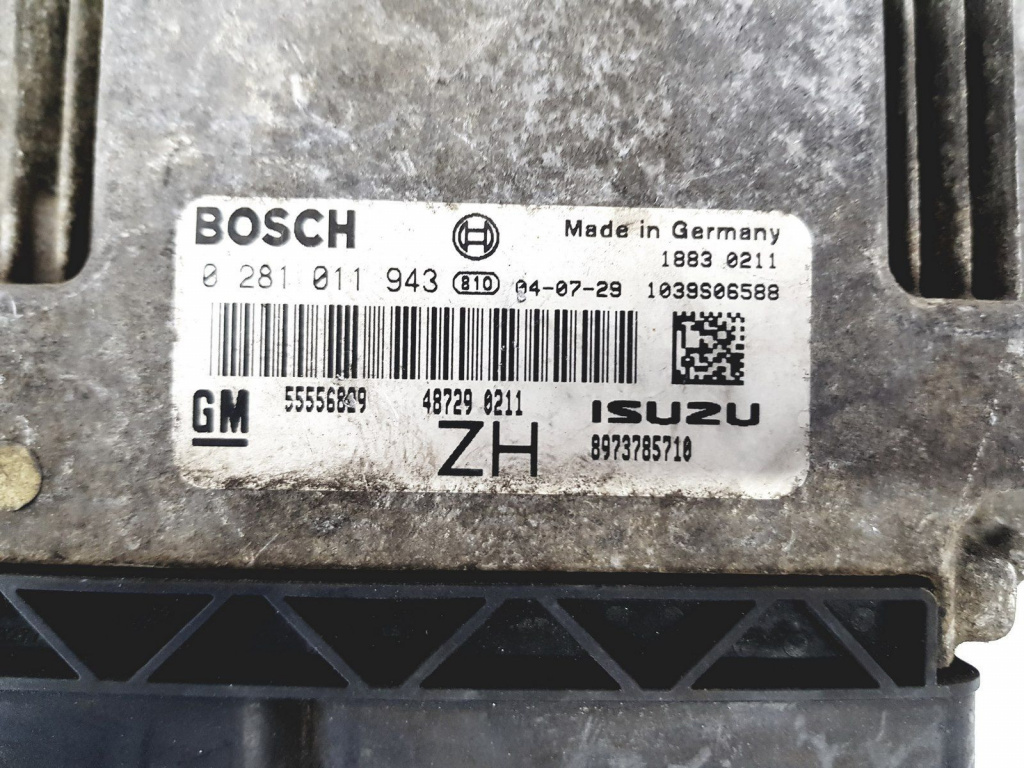 BOSCH
Made in Germany
1883 0211
0 281 011 943 810 04-07-29 1039S06588
GM
48729 0211
ISUZU
ZH
8973785710